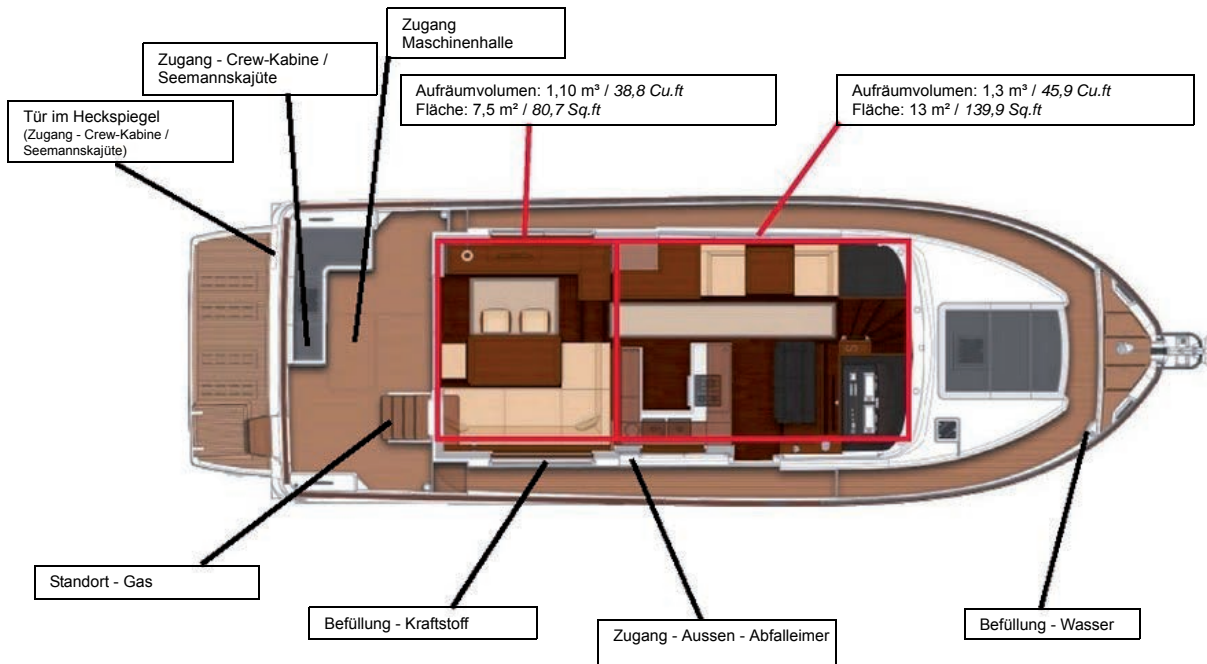 Zugang
Maschinenhalle
Zugang - Crew-Kabine /
Seemannskajüte
Aufräumvolumen: 1,10 m³ / 38,8 Cu.ft
Fläche: 7,5 m² / 80,7 Sq.ft
Aufräumvolumen: 1,3 m³ / 45,9 Cu.ft
Fläche: 13 m² / 139,9 Sq.ft
Tür im Heckspiegel
(Zugang - Crew-Kabine /
Seemannskajüte)
Standort - Gas
Befüllung - Kraftstoff
Zugang - Aussen - Abfalleimer
Befüllung - Wasser